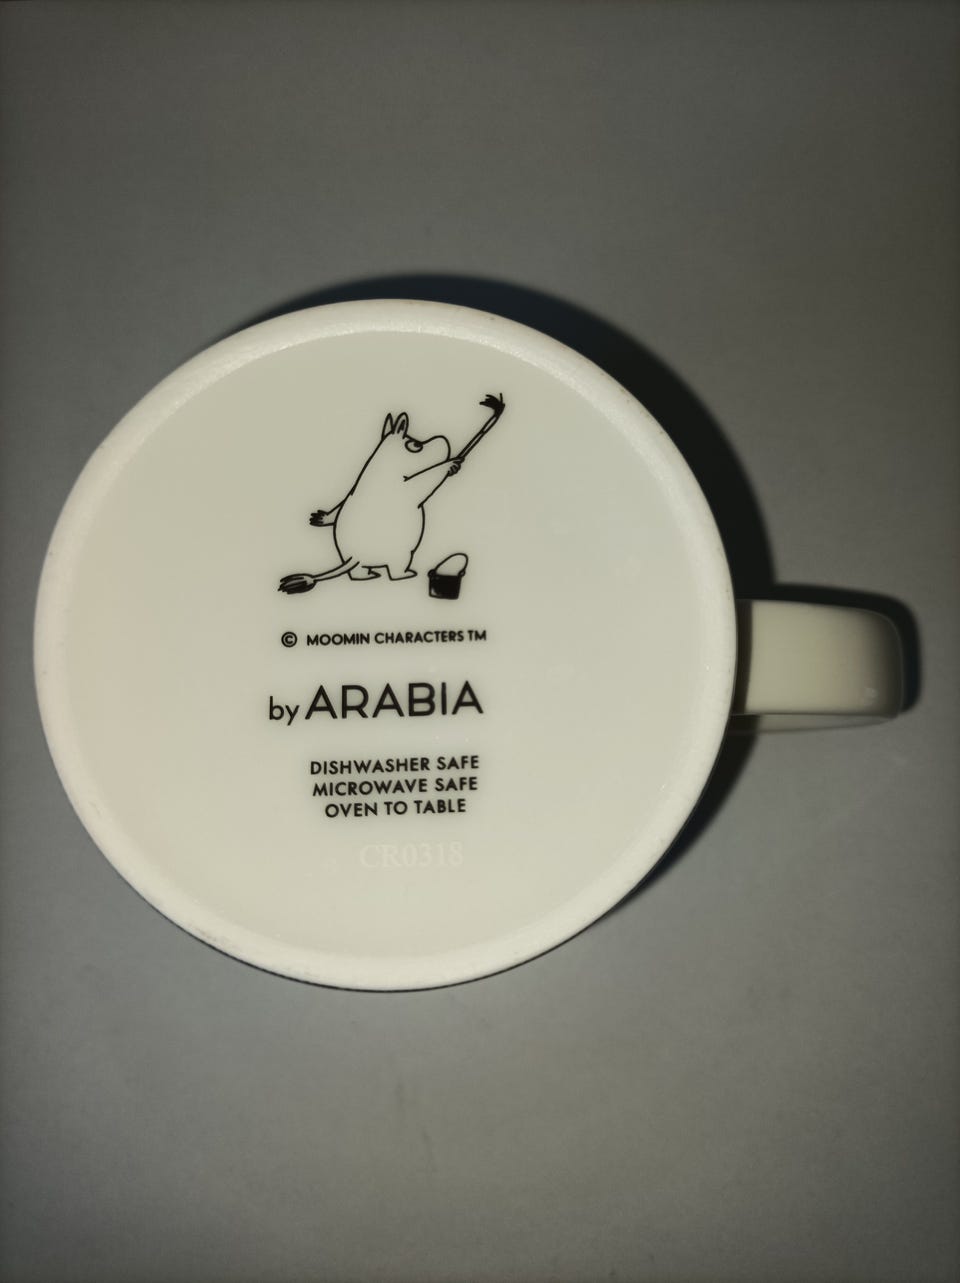 © MOOMIN CHARACTERS TM
by ARABIA
DISHWASHER SAFE
MICROWAVE SAFE
OVEN TO TABLE
CR0318